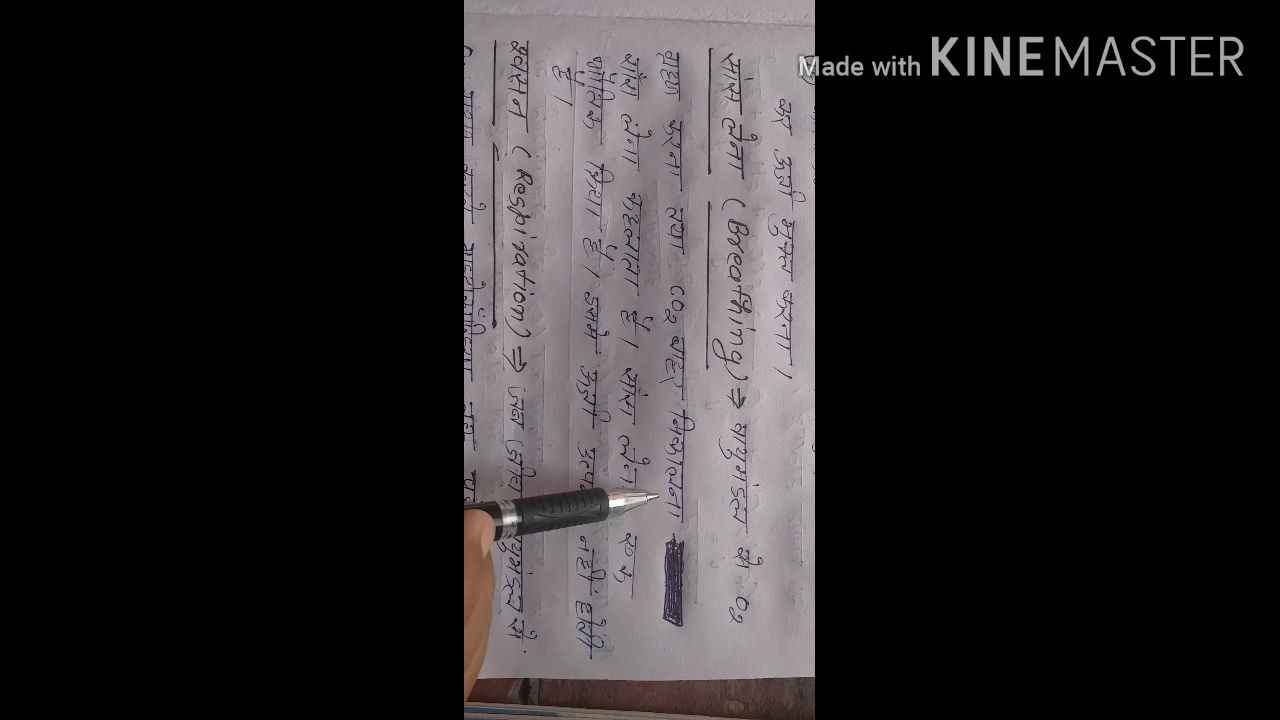 Made with KINEMASTER
कर ऊर्जा मुक्त करना।
सांस लेना (Breathing) ⇒ वायुमंडल से O2
ग्रहण करना तथा CO2 बाहर निकालना
सांस लेना कहलाता है। सांस लेना एक
भौतिक क्रिया है। इसमें ऊर्जा उत्पन्न नहीं होती
है।
श्वसन (Respiration) ⇒ जब जीव वायुमंडल से